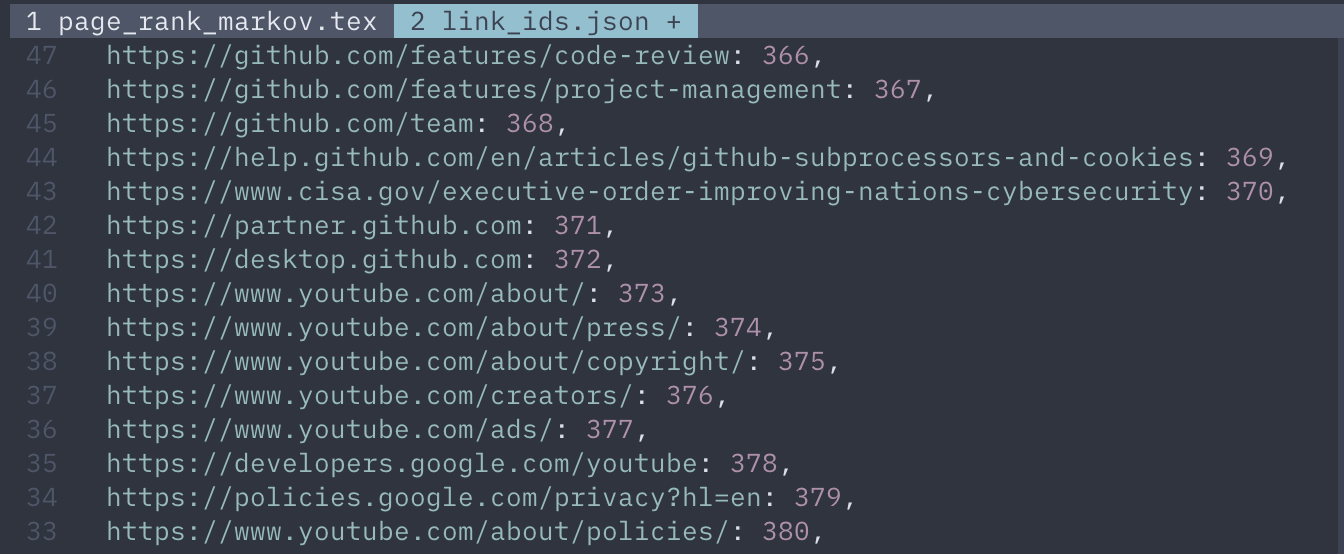 1 page_rank_markov.tex 2 link_ids.json +
47 https://github.com/features/code-review: 366,
46 https://github.com/features/project-management: 367,
45 https://github.com/team: 368,
44 https://help.github.com/en/articles/github-subprocessors-and-cookies: 369,
43 https://www.cisa.gov/executive-order-improving-nations-cybersecurity: 370,
42 https://partner.github.com: 371,
41 https://desktop.github.com: 372,
40 https://www.youtube.com/about/: 373,
39 https://www.youtube.com/about/press/: 374,
38 https://www.youtube.com/about/copyright/: 375,
37 https://www.youtube.com/creators/: 376,
36 https://www.youtube.com/ads/: 377,
35 https://developers.google.com/youtube: 378,
34 https://policies.google.com/privacy?hl=en: 379,
33 https://www.youtube.com/about/policies/: 380,